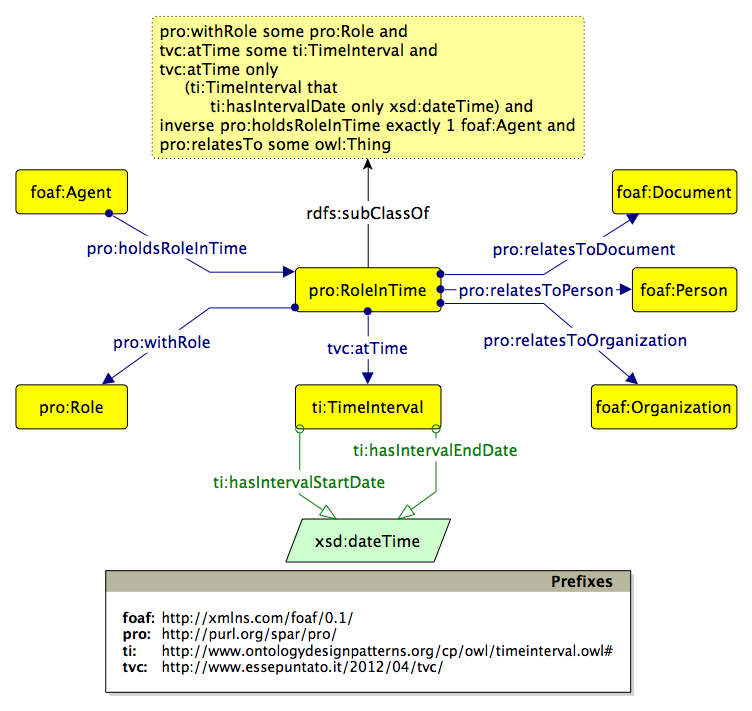 pro:withRole some pro:Role and
tvc:atTime some ti:TimeInterval and
tvc:atTime only
(ti:TimeInterval that
ti:hasIntervalDate only xsd:dateTime) and
inverse pro:holdsRoleInTime exactly 1 foaf:Agent and
pro:relatesTo some owl:Thing
foaf:Agent
rdfs:subClassOf
foaf:Document
pro:holdsRoleInTime
pro:relatesToDocument
pro:RoleInTime
pro:relatesToPerson
foaf:Person
pro:withRole
tvc:atTime
pro:relatesToOrganization
pro:Role
ti:TimeInterval
foaf:Organization
ti:hasIntervalEndDate
ti:hasIntervalStartDate
xsd:dateTime
Prefixes
foaf: http://xmlns.com/foaf/0.1/
pro: http://purl.org/spar/pro/
ti: http://www.ontologydesignpatterns.org/cp/owl/timeinterval.owl#
tvc: http://www.essepuntato.it/2012/04/tvc/